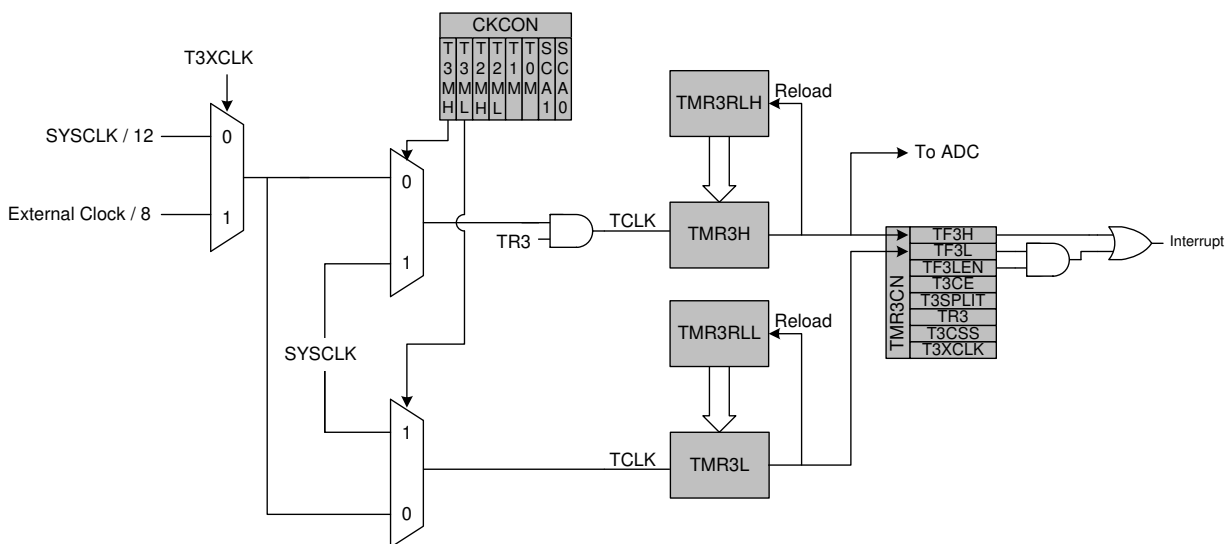 CKCON
T3MH
T3ML
T2MH
T2ML
T1M
T0M
SCA1
SCA0
T3XCLK
SYSCLK / 12
0
External Clock / 8
1
0
1
SYSCLK
1
0
TR3
TCLK
TMR3RLH
Reload
TMR3H
To ADC
TCLK
TMR3RLL
Reload
TMR3L
TMR3CN
TF3H
TF3L
TF3LEN
T3CE
T3SPLIT
TR3
T3CSS
T3XCLK
Interrupt